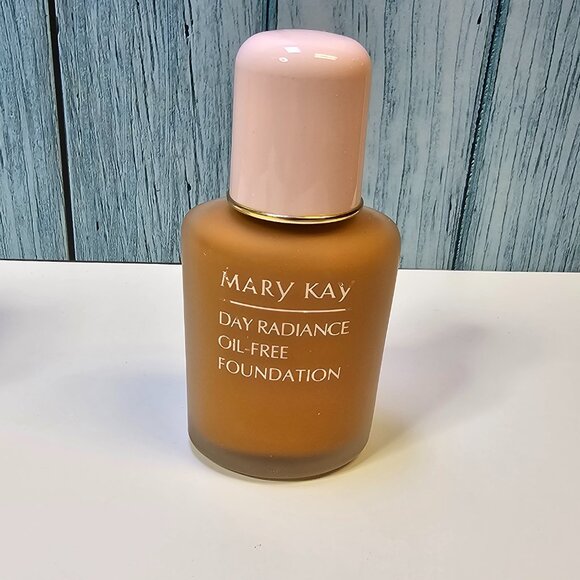 MARY KAY
DAY RADIANCE
OIL-FREE
FOUNDATION